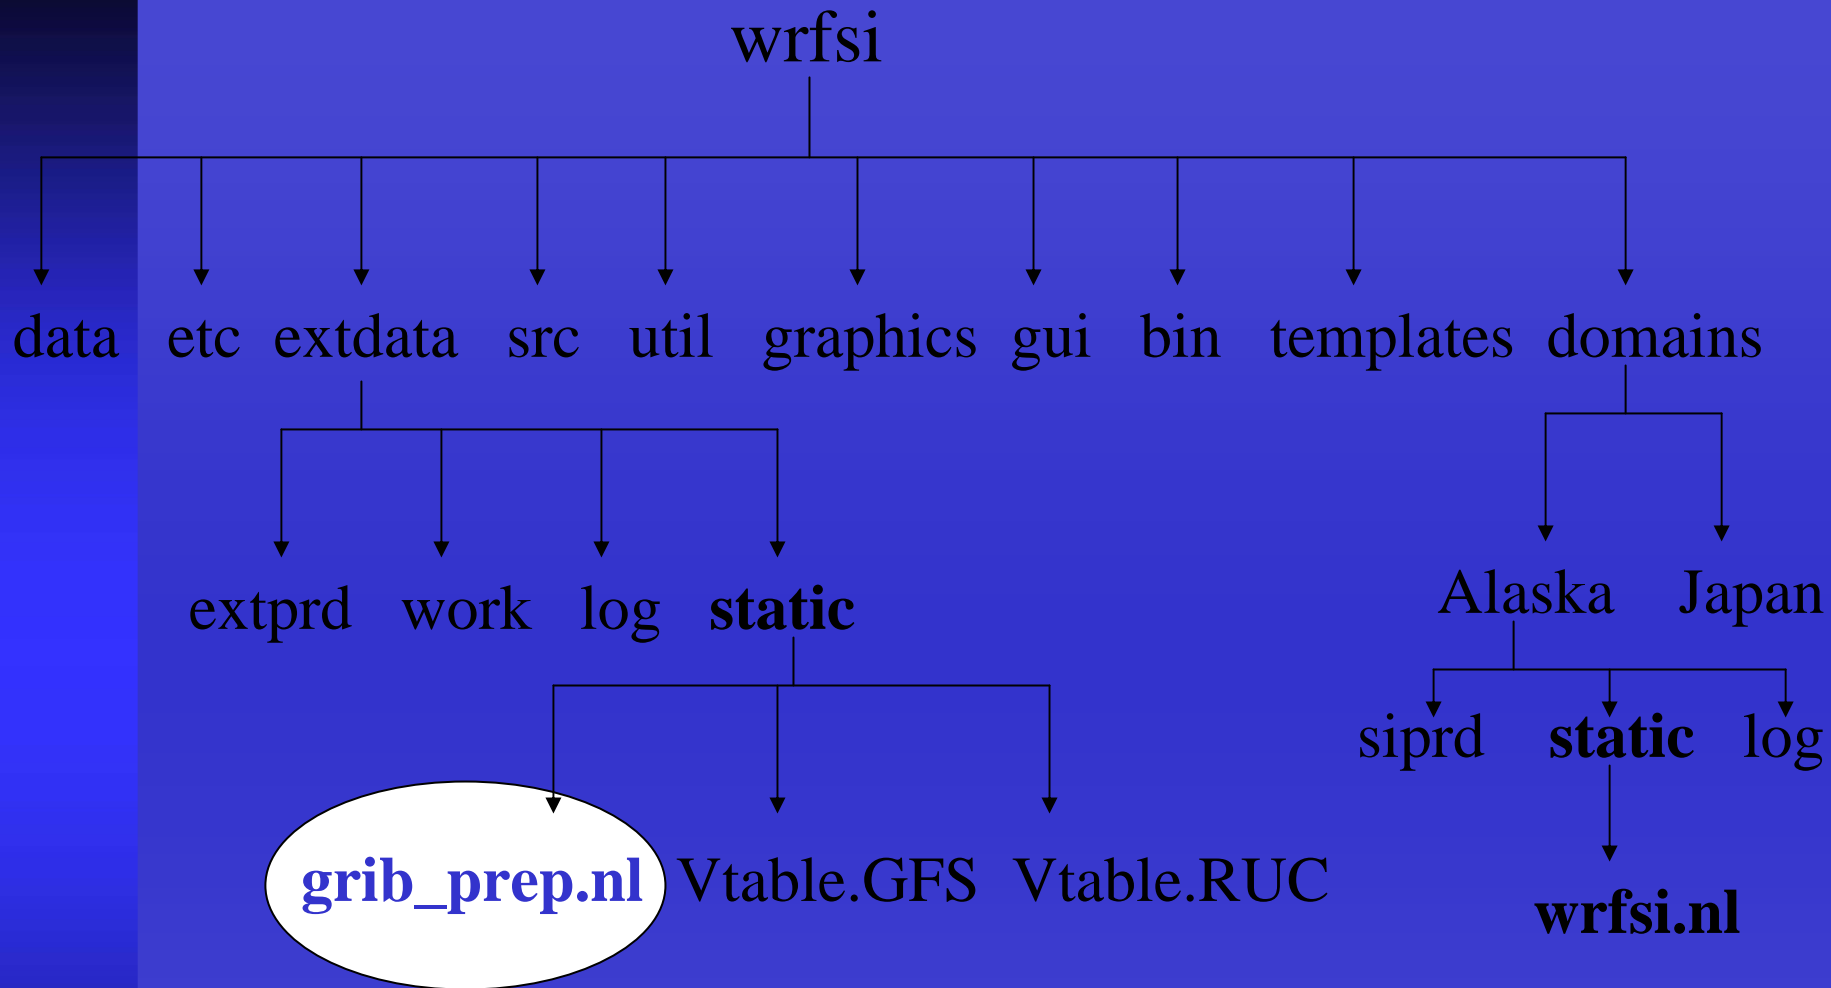 wrfsi
data etc extdata src util graphics gui bin templates domains
extprd work log static
Alaska Japan
siprd static log
grib_prep.nl Vtable.GFS Vtable.RUC
wrfsi.nl